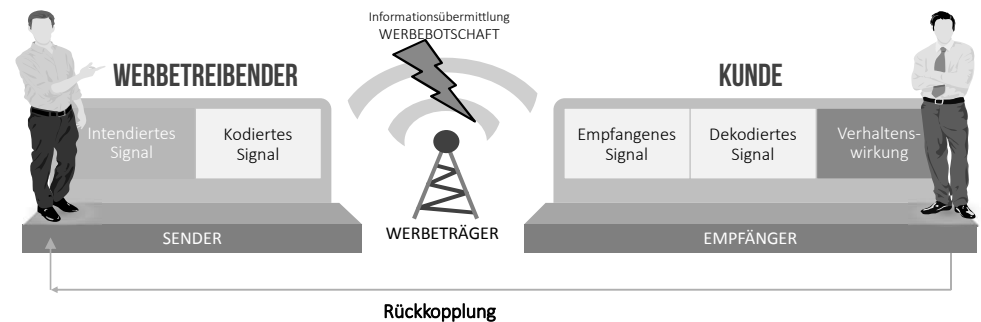 Informationsübermittlung
WERBEBOTSCHAFT
WERBETREIBENDER
KUNDE
Intendiertes
Signal
Kodiertes
Signal
Empfangenes
Signal
Dekodiertes
Signal
Verhaltens-
wirkung
WERBETRÄGER
SENDER
EMPFÄNGER
Rückkopplung